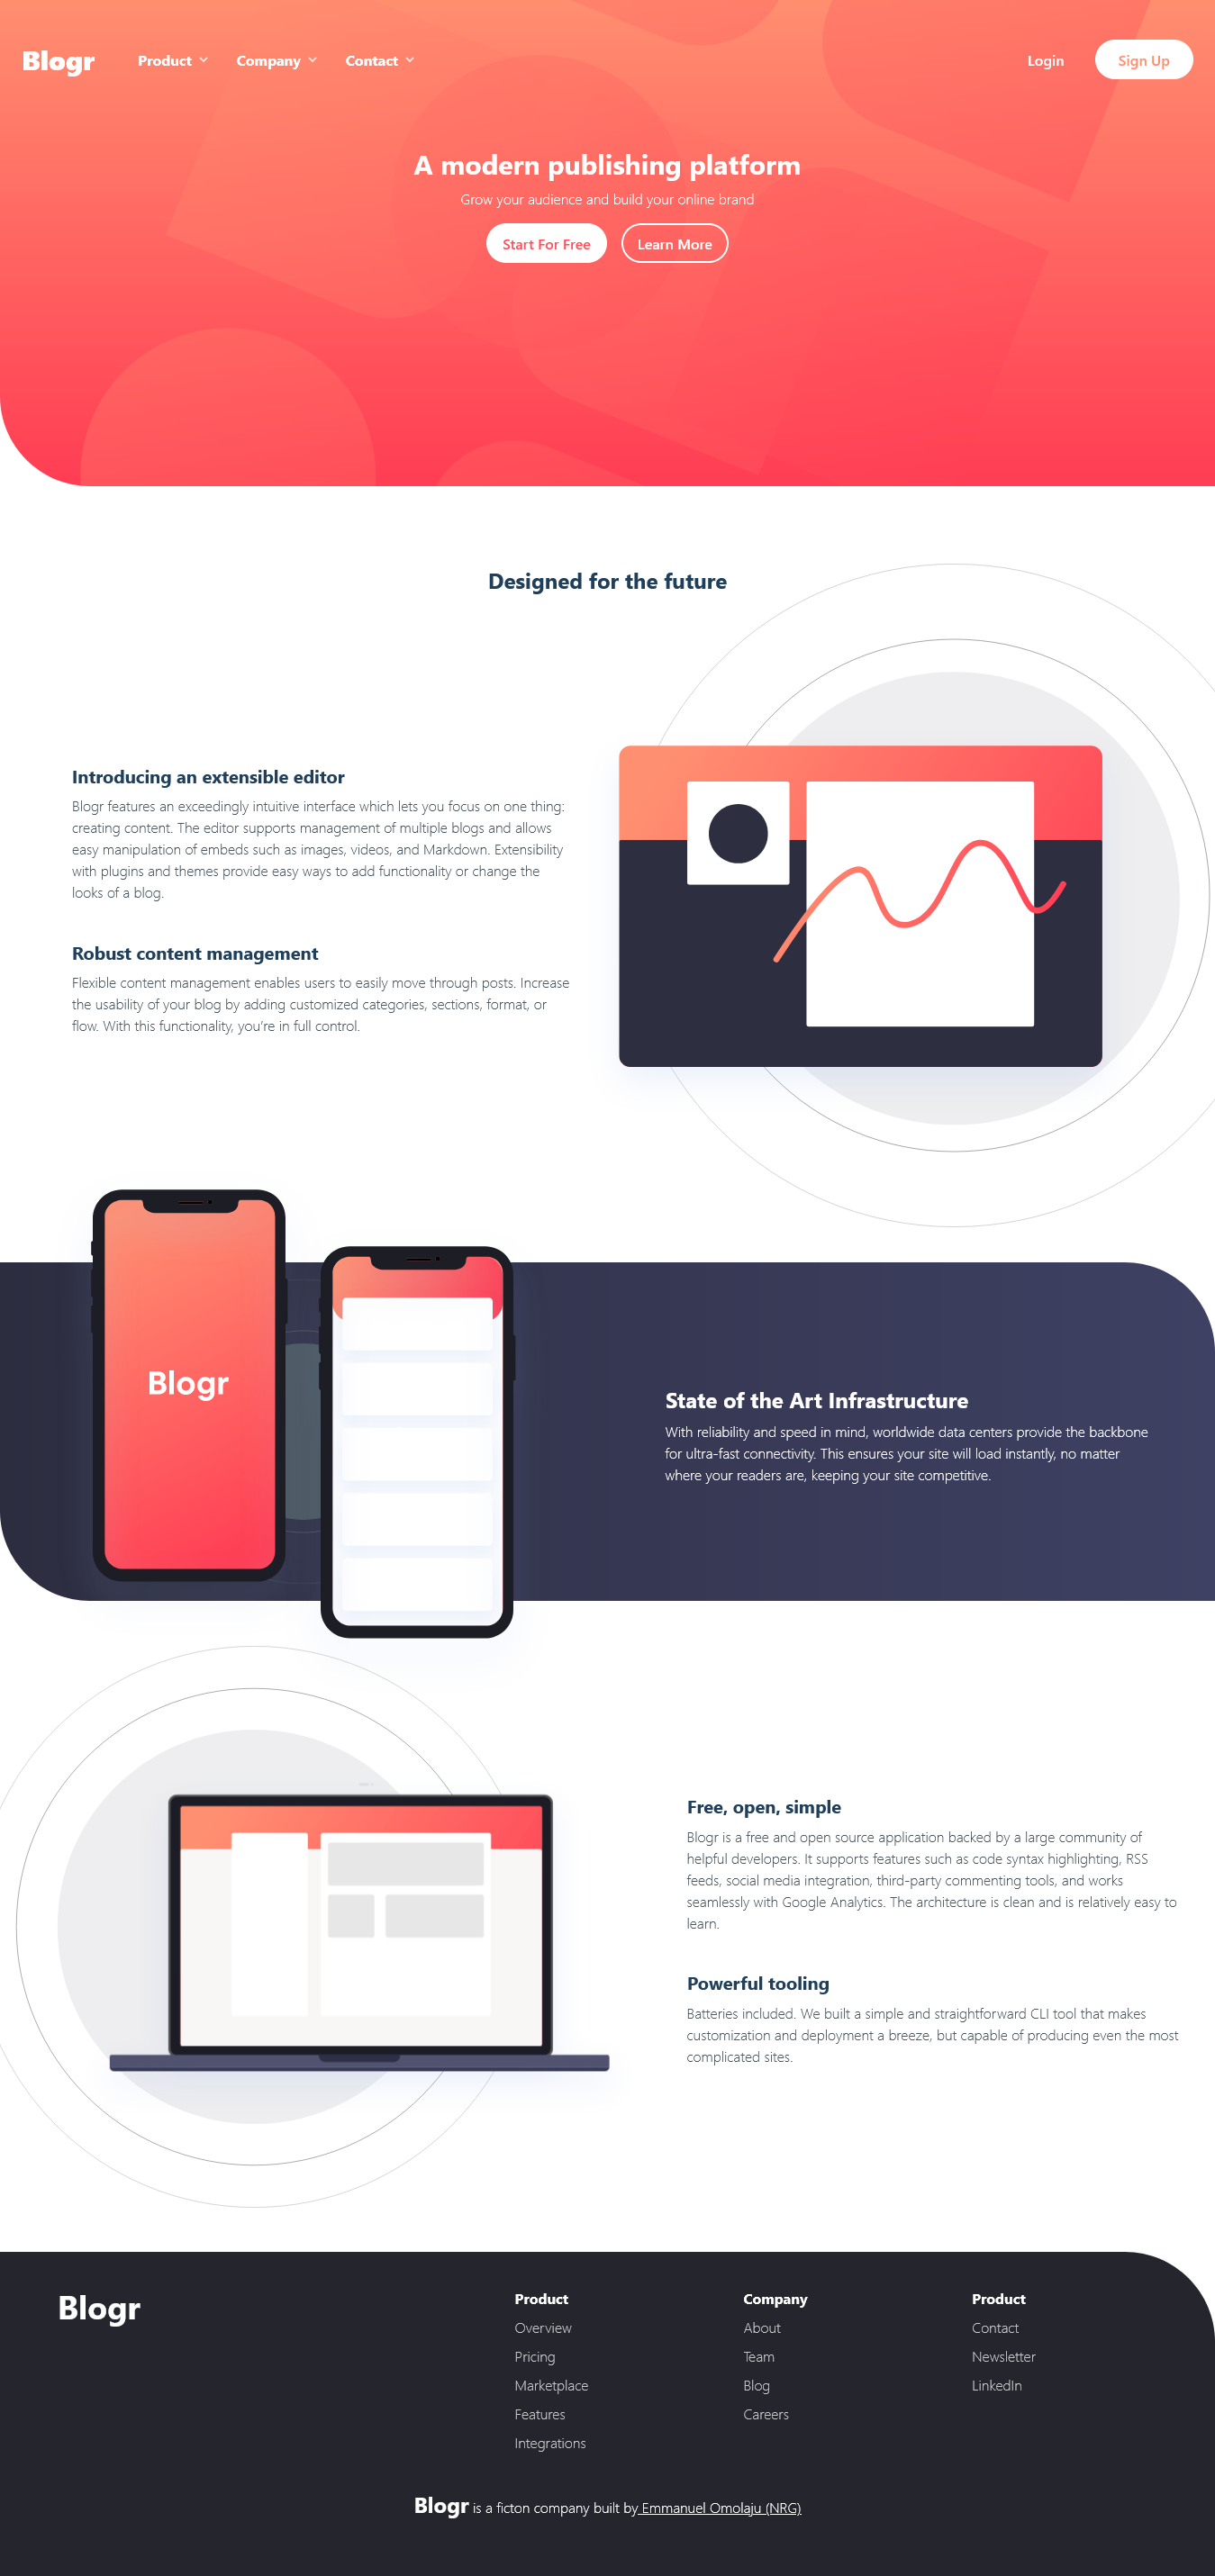 Blogr Product Company Contact Login Sign Up
A modern publishing platform
Grow your audience and build your online brand
Start For Free Learn More
Designed for the future
Introducing an extensible editor
Blogr features an exceedingly intuitive interface which lets you focus on one thing:
creating content. The editor supports management of multiple blogs and allows
easy manipulation of embeds such as images, videos, and Markdown. Extensibility
with plugins and themes provide easy ways to add functionality or change the
looks of a blog.
Robust content management
Flexible content management enables users to easily move through posts. Increase
the usability of your blog by adding customized categories, sections, format, or
flow. With this functionality, you’re in full control.
Blogr
State of the Art Infrastructure
With reliability and speed in mind, worldwide data centers provide the backbone
for ultra-fast connectivity. This ensures your site will load instantly, no matter
where your readers are, keeping your site competitive.
Free, open, simple
Blogr is a free and open source application backed by a large community of
helpful developers. It supports features such as code syntax highlighting, RSS
feeds, social media integration, third-party commenting tools, and works
seamlessly with Google Analytics. The architecture is clean and is relatively easy to
learn.
Powerful tooling
Batteries included. We built a simple and straightforward CLI tool that makes
customization and deployment a breeze, but capable of producing even the most
complicated sites.
Blogr
Product
Overview
Pricing
Marketplace
Features
Integrations
Company
About
Team
Blog
Careers
Product
Contact
Newsletter
LinkedIn
Blogr is a ficton company built by Emmanuel Omolaju (NRG)